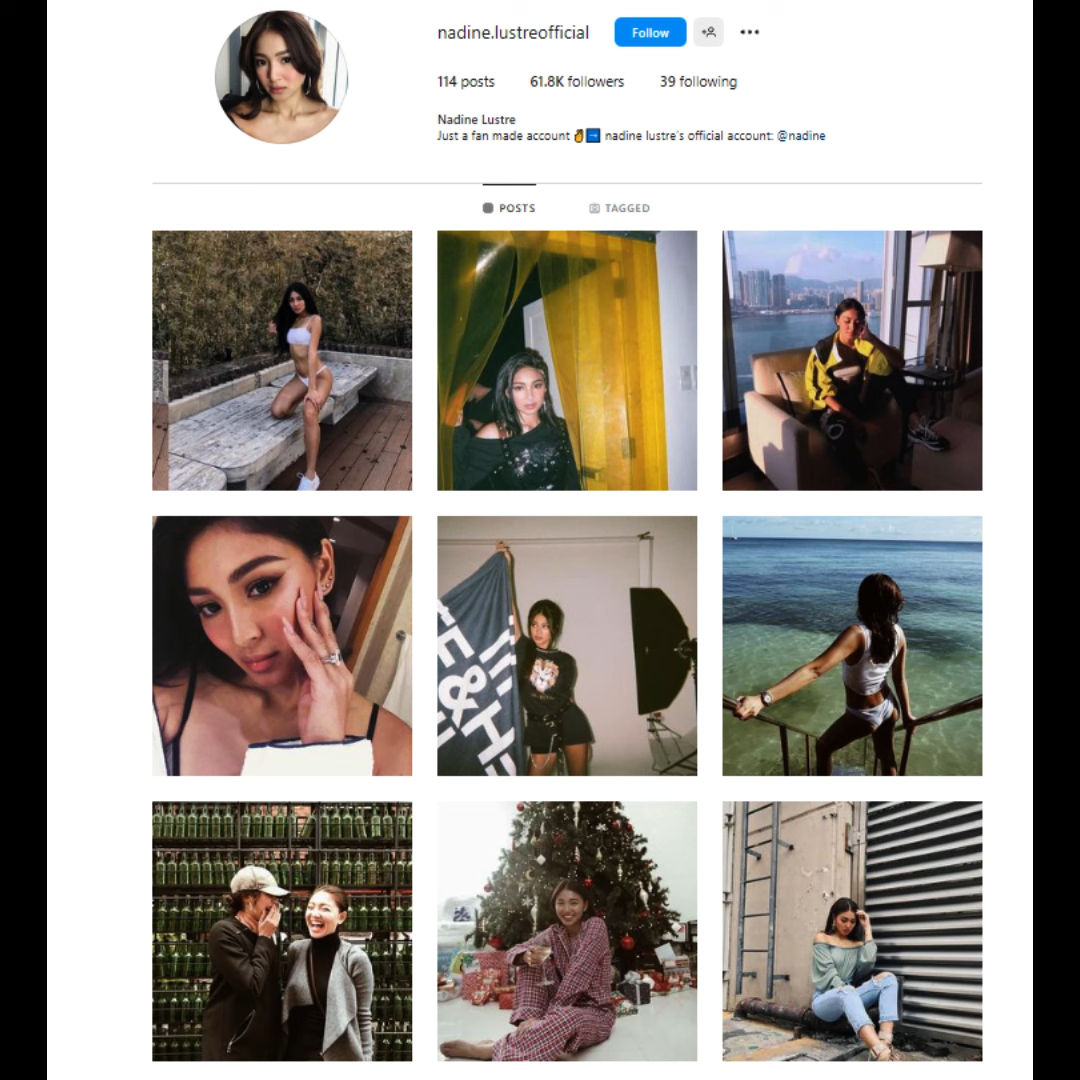 nadine.lustreofficial
Follow
114 posts
61.8K followers
39 following
Nadine Lustre
Just a fan made account ✌➡ nadine lustre's official account: @nadine
POSTS
TAGGED